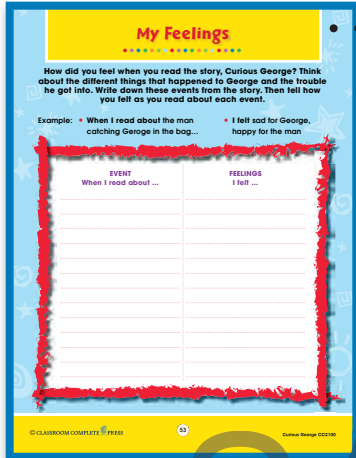 My Feelings
How did you feel when you read the story, Curious George? Think
about the different things that happened to George and the trouble
he got into. Write down these events from the story. Then tell how
you felt as you read about each event.
Example: • When I read about the man
catching Geroge in the bag...
• I felt sad for George,
happy for the man
EVENT
When I read about ...
FEELINGS
I felt ...
© CLASSROOM COMPLETE PRESS
53
Curious George CC2100